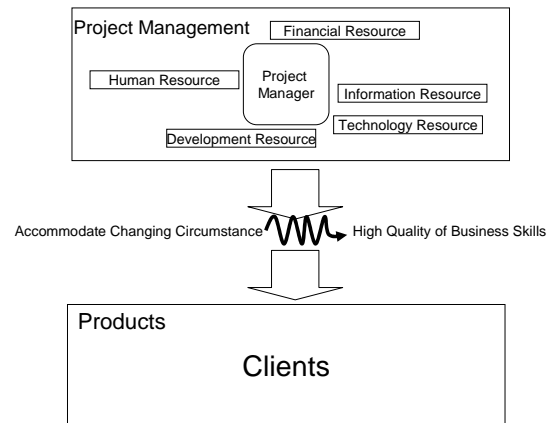 Project Management
Financial Resource
Human Resource
Project
Manager
Information Resource
Technology Resource
Development Resource
Accommodate Changing Circumstance
High Quality of Business Skills
Products
Clients